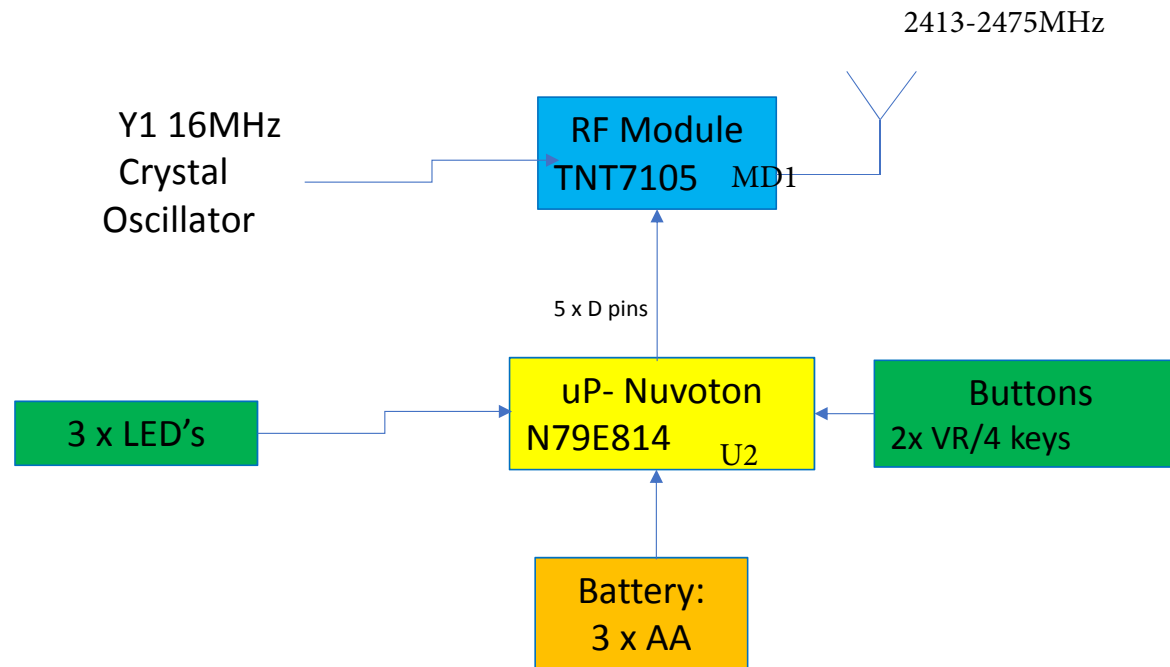 2413-2475MHz
Y1 16MHz
Crystal
Oscillator
RF Module
TNT7105 MD1
5 x D pins
3 x LED’s
uP- Nuvoton
N79E814 U2
Buttons
2x VR/4 keys
Battery:
3 x AA